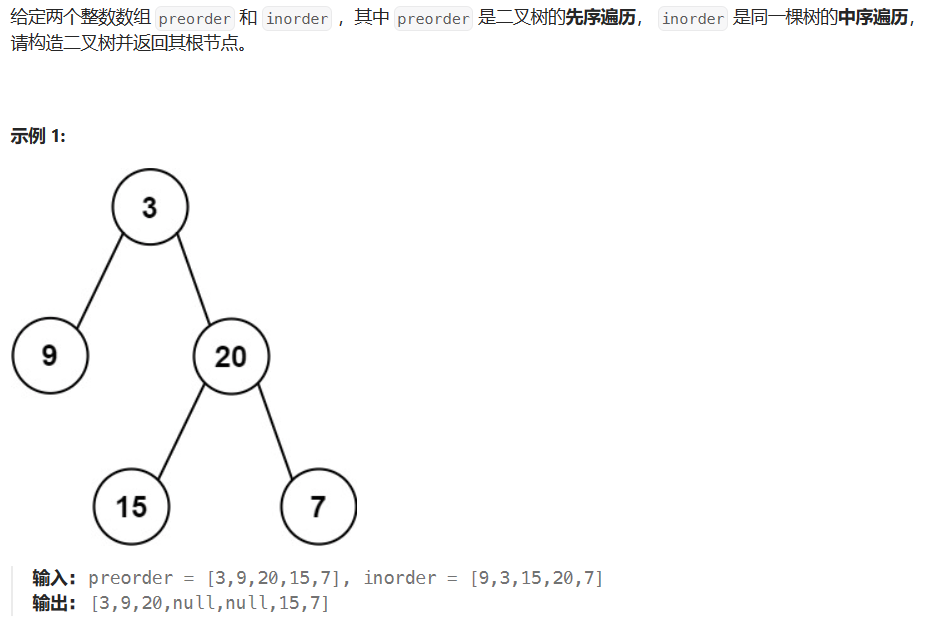 给定两个整数数组 preorder 和 inorder ，其中 preorder 是二叉树的先序遍历， inorder 是同一棵树的中序遍历，
请构造二叉树并返回其根节点。
示例 1:
3
9
20
15
7
输入: preorder = [3,9,20,15,7], inorder = [9,3,15,20,7]
输出: [3,9,20,null,null,15,7]